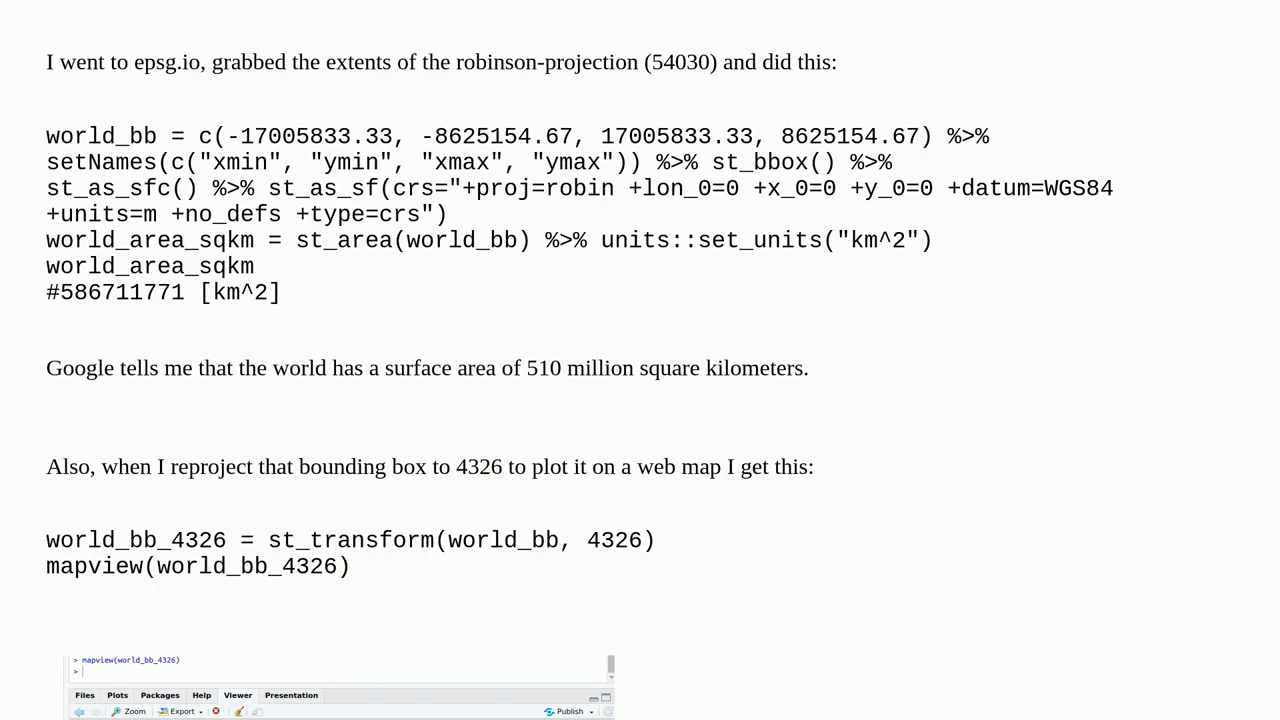 I went to epsg.io, grabbed the extents of the robinson-projection (54030) and did this:
world_bb = c(-17005833.33, -8625154.67, 17005833.33, 8625154.67) %>%
setNames(c("xmin", "ymin", "xmax", "ymax")) %>% st_bbox() %>%
st_as_sfc() %>% st_as_sf(crs="+proj=robin +lon_0=0 +x_0=0 +y_0=0 +datum=WGS84
+units=m +no_defs +type=crs")
world_area_sqkm = st_area(world_bb) %>% units::set_units("km^2")
world_area_sqkm
#586711771 [km^2]
Google tells me that the world has a surface area of 510 million square kilometers.
Also, when I reproject that bounding box to 4326 to plot it on a web map I get this:
world_bb_4326 = st_transform(world_bb, 4326)
mapview(world_bb_4326)
> mapview(world_bb_4326)
>
Files Plots Packages Help Viewer Presentation
Zoom Export Publish